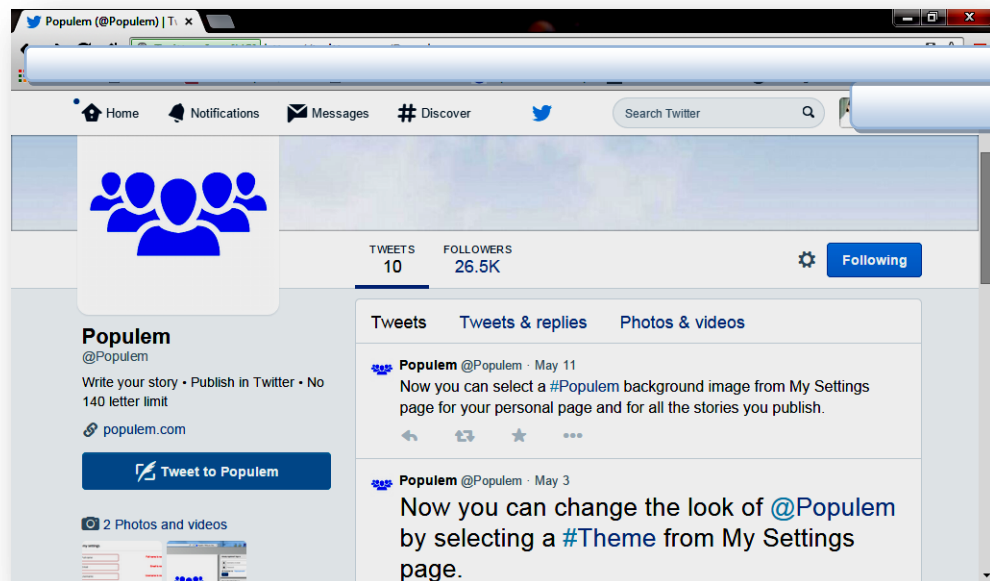 Populem (@Populem) | Tw
Home Notifications Messages # Discover Search Twitter
TWEETS FOLLOWERS
10 26.5K
Following
Tweets Tweets & replies Photos & videos
Populem
@Populem
Write your story • Publish in Twitter • No
140 letter limit
populem.com
Tweet to Populem
2 Photos and videos
Populem @Populem · May 11
Now you can select a #Populem background image from My Settings
page for your personal page and for all the stories you publish.
Populem @Populem · May 3
Now you can change the look of @Populem
by selecting a #Theme from My Settings
page.